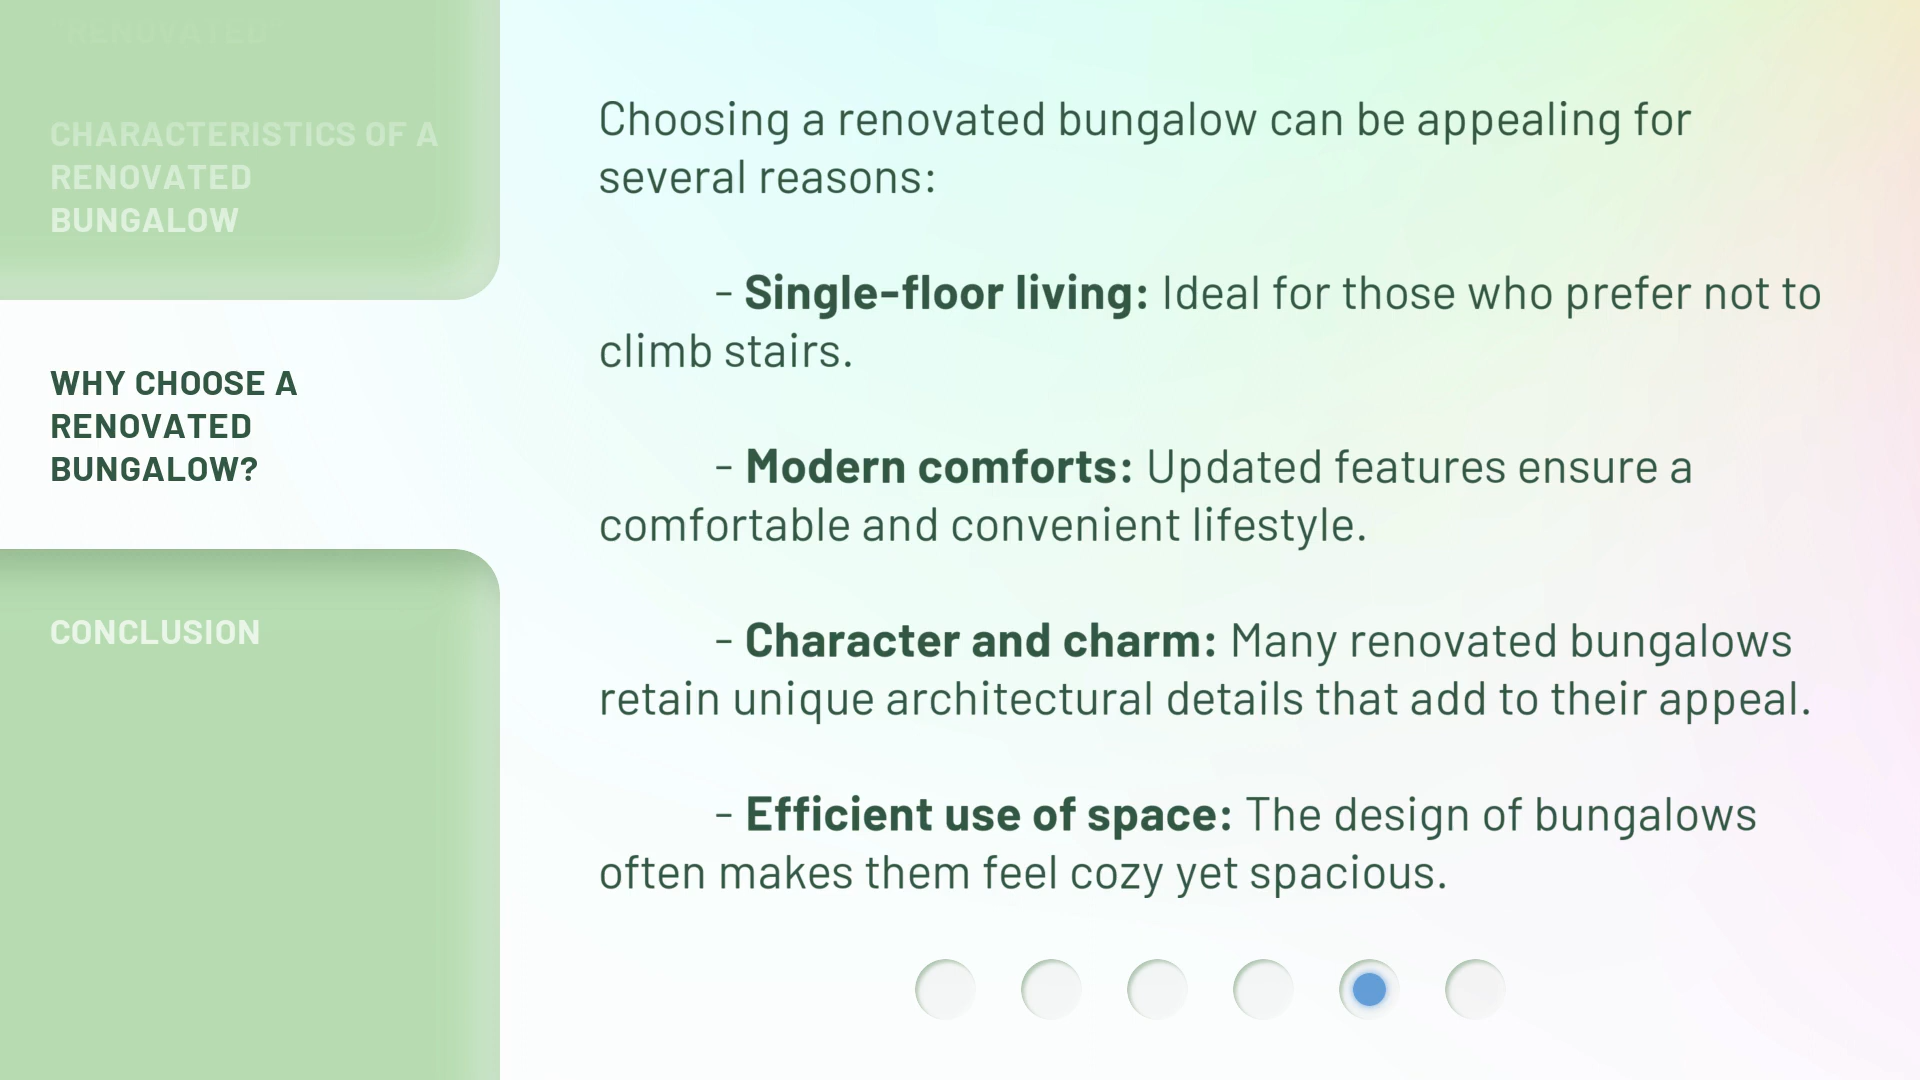 "RENOVATED"
CHARACTERISTICS OF A
RENOVATED
BUNGALOW
WHY CHOOSE A
RENOVATED
BUNGALOW?
CONCLUSION
Choosing a renovated bungalow can be appealing for
several reasons:
- Single-floor living: Ideal for those who prefer not to
climb stairs.
- Modern comforts: Updated features ensure a
comfortable and convenient lifestyle.
- Character and charm: Many renovated bungalows
retain unique architectural details that add to their appeal.
- Efficient use of space: The design of bungalows
often makes them feel cozy yet spacious.